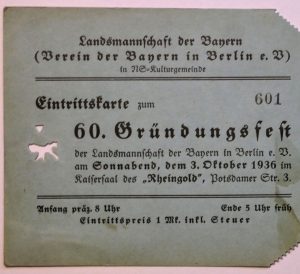 Landsmannschaft der Bayern
(Verein der Bayern in Berlin e. V)
in NS-Kulturgemeinde
Eintrittskarte zum 601
60. Gründungsfest
der Landsmannschaft der Bayern in Berlin e. V.
am Sonnabend, dem 3. Oktober 1936 im
Kaisersaal des „Rheingold", Potsdamer Str. 3.
Anfang präz. 8 Uhr Ende 5 Uhr früh
Eintrittspreis 1 Mk. inkl. Steuer